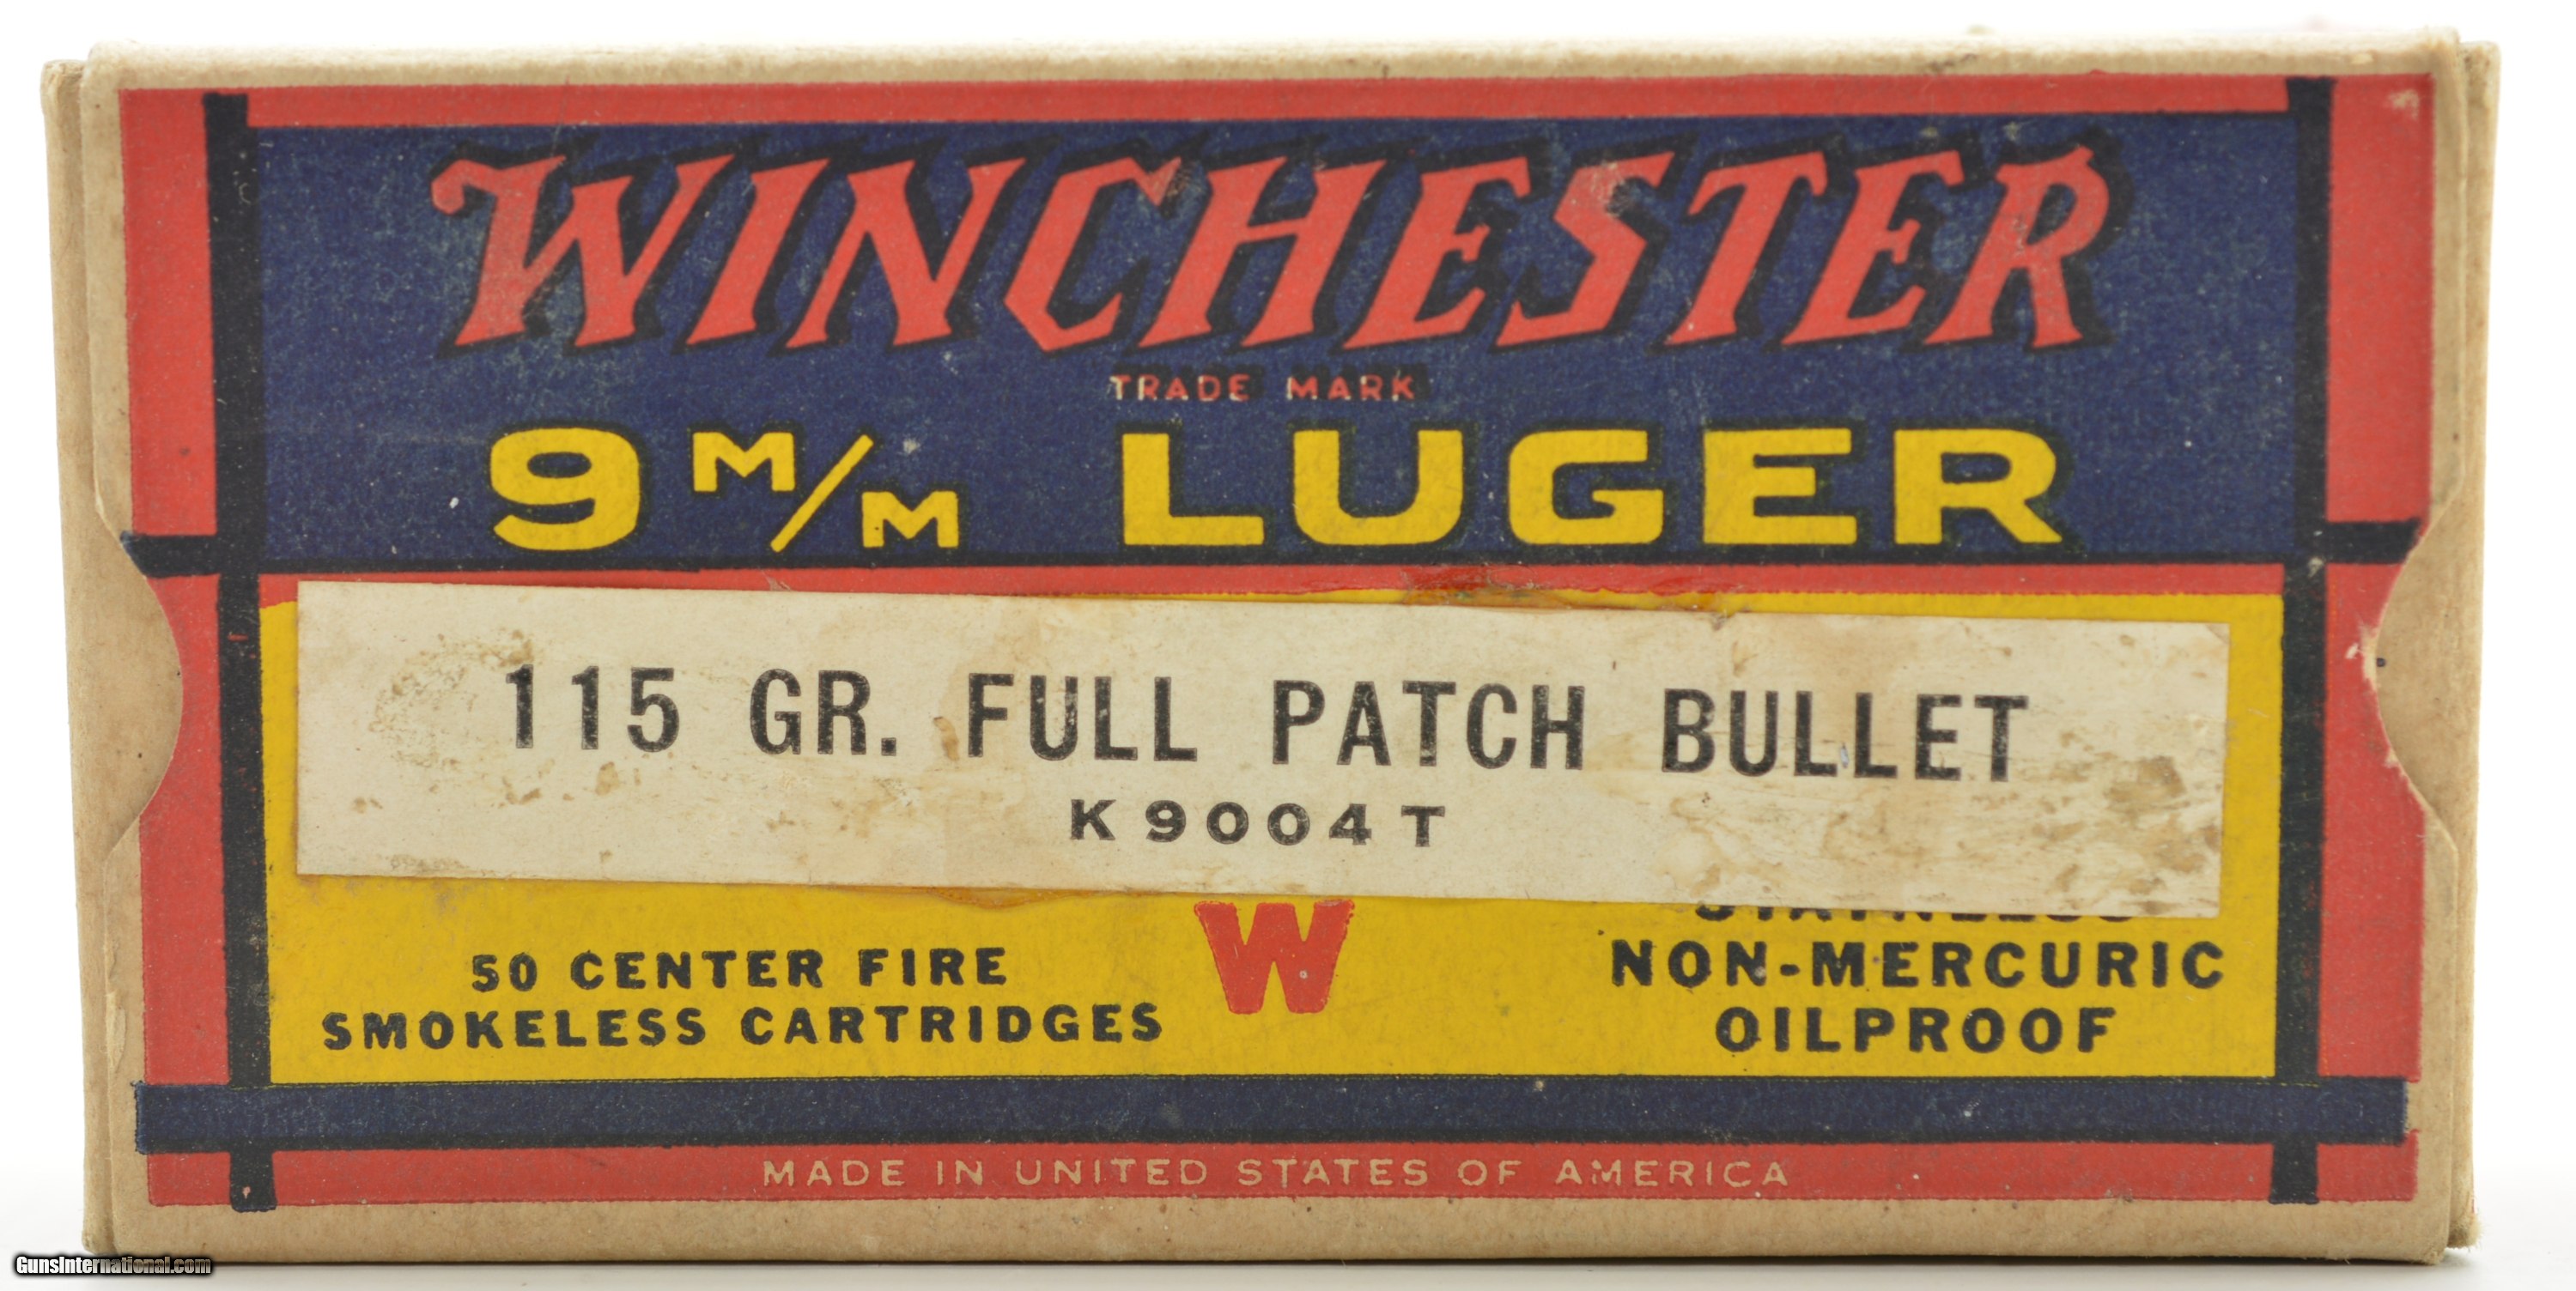 WINCHESTER
TRADE MARK
9 M/M LUGER
115 GR. FULL PATCH BULLET
K9004T
W
50 CENTER FIRE
SMOKELESS CARTRIDGES
NON-MERCURIC
OILPROOF
MADE IN UNITED STATES OF AMERICA
GunsInternational.com